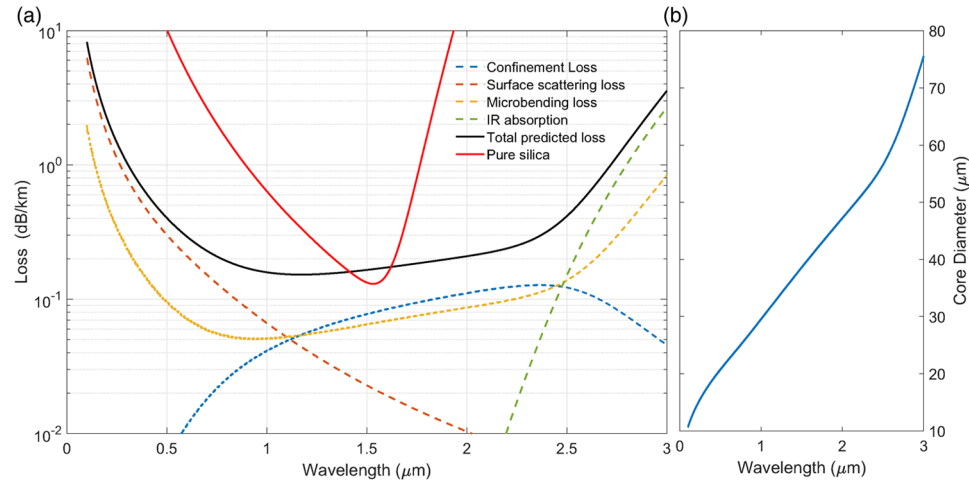 (a)
10^1
10^0
10^-1
10^-2
Loss (dB/km)
0 0.5 1 1.5 2 2.5 3
Wavelength (μm)
Confinement Loss
Surface scattering loss
Microbending loss
IR absorption
Total predicted loss
Pure silica
(b)
80
70
60
50
40
30
20
10
Core Diameter (μm)
0 1 2 3
Wavelength (μm)